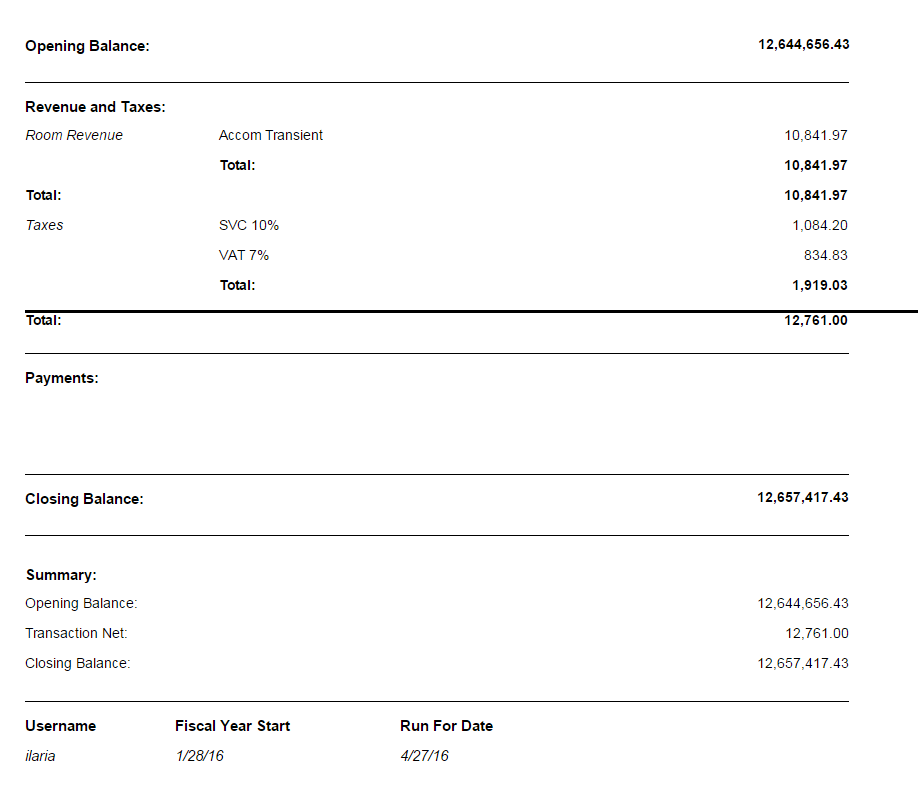 Opening Balance: 12,644,656.43
Revenue and Taxes:
Room Revenue Accom Transient 10,841.97
Total: 10,841.97
Total: 10,841.97
Taxes SVC 10% 1,084.20
VAT 7% 834.83
Total: 1,919.03
Total: 12,761.00
Payments:
Closing Balance: 12,657,417.43
Summary:
Opening Balance: 12,644,656.43
Transaction Net: 12,761.00
Closing Balance: 12,657,417.43
Username Fiscal Year Start Run For Date
ilaria 1/28/16 4/27/16